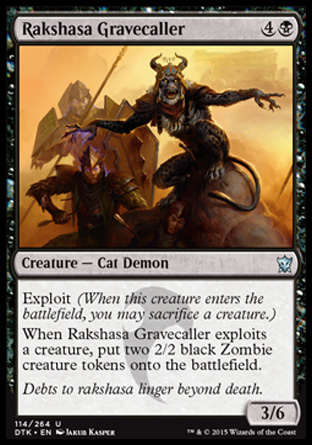 Rakshasa Gravecaller 4
Creature — Cat Demon
Exploit (When this creature enters the
battlefield, you may sacrifice a creature.)
When Rakshasa Gravecaller exploits
a creature, put two 2/2 black Zombie
creature tokens onto the battlefield.
Debts to rakshasa linger beyond death.
3/6
114/264 U
DTK • EN Jakub Kasper ™ & © 2015 Wizards of the Coast